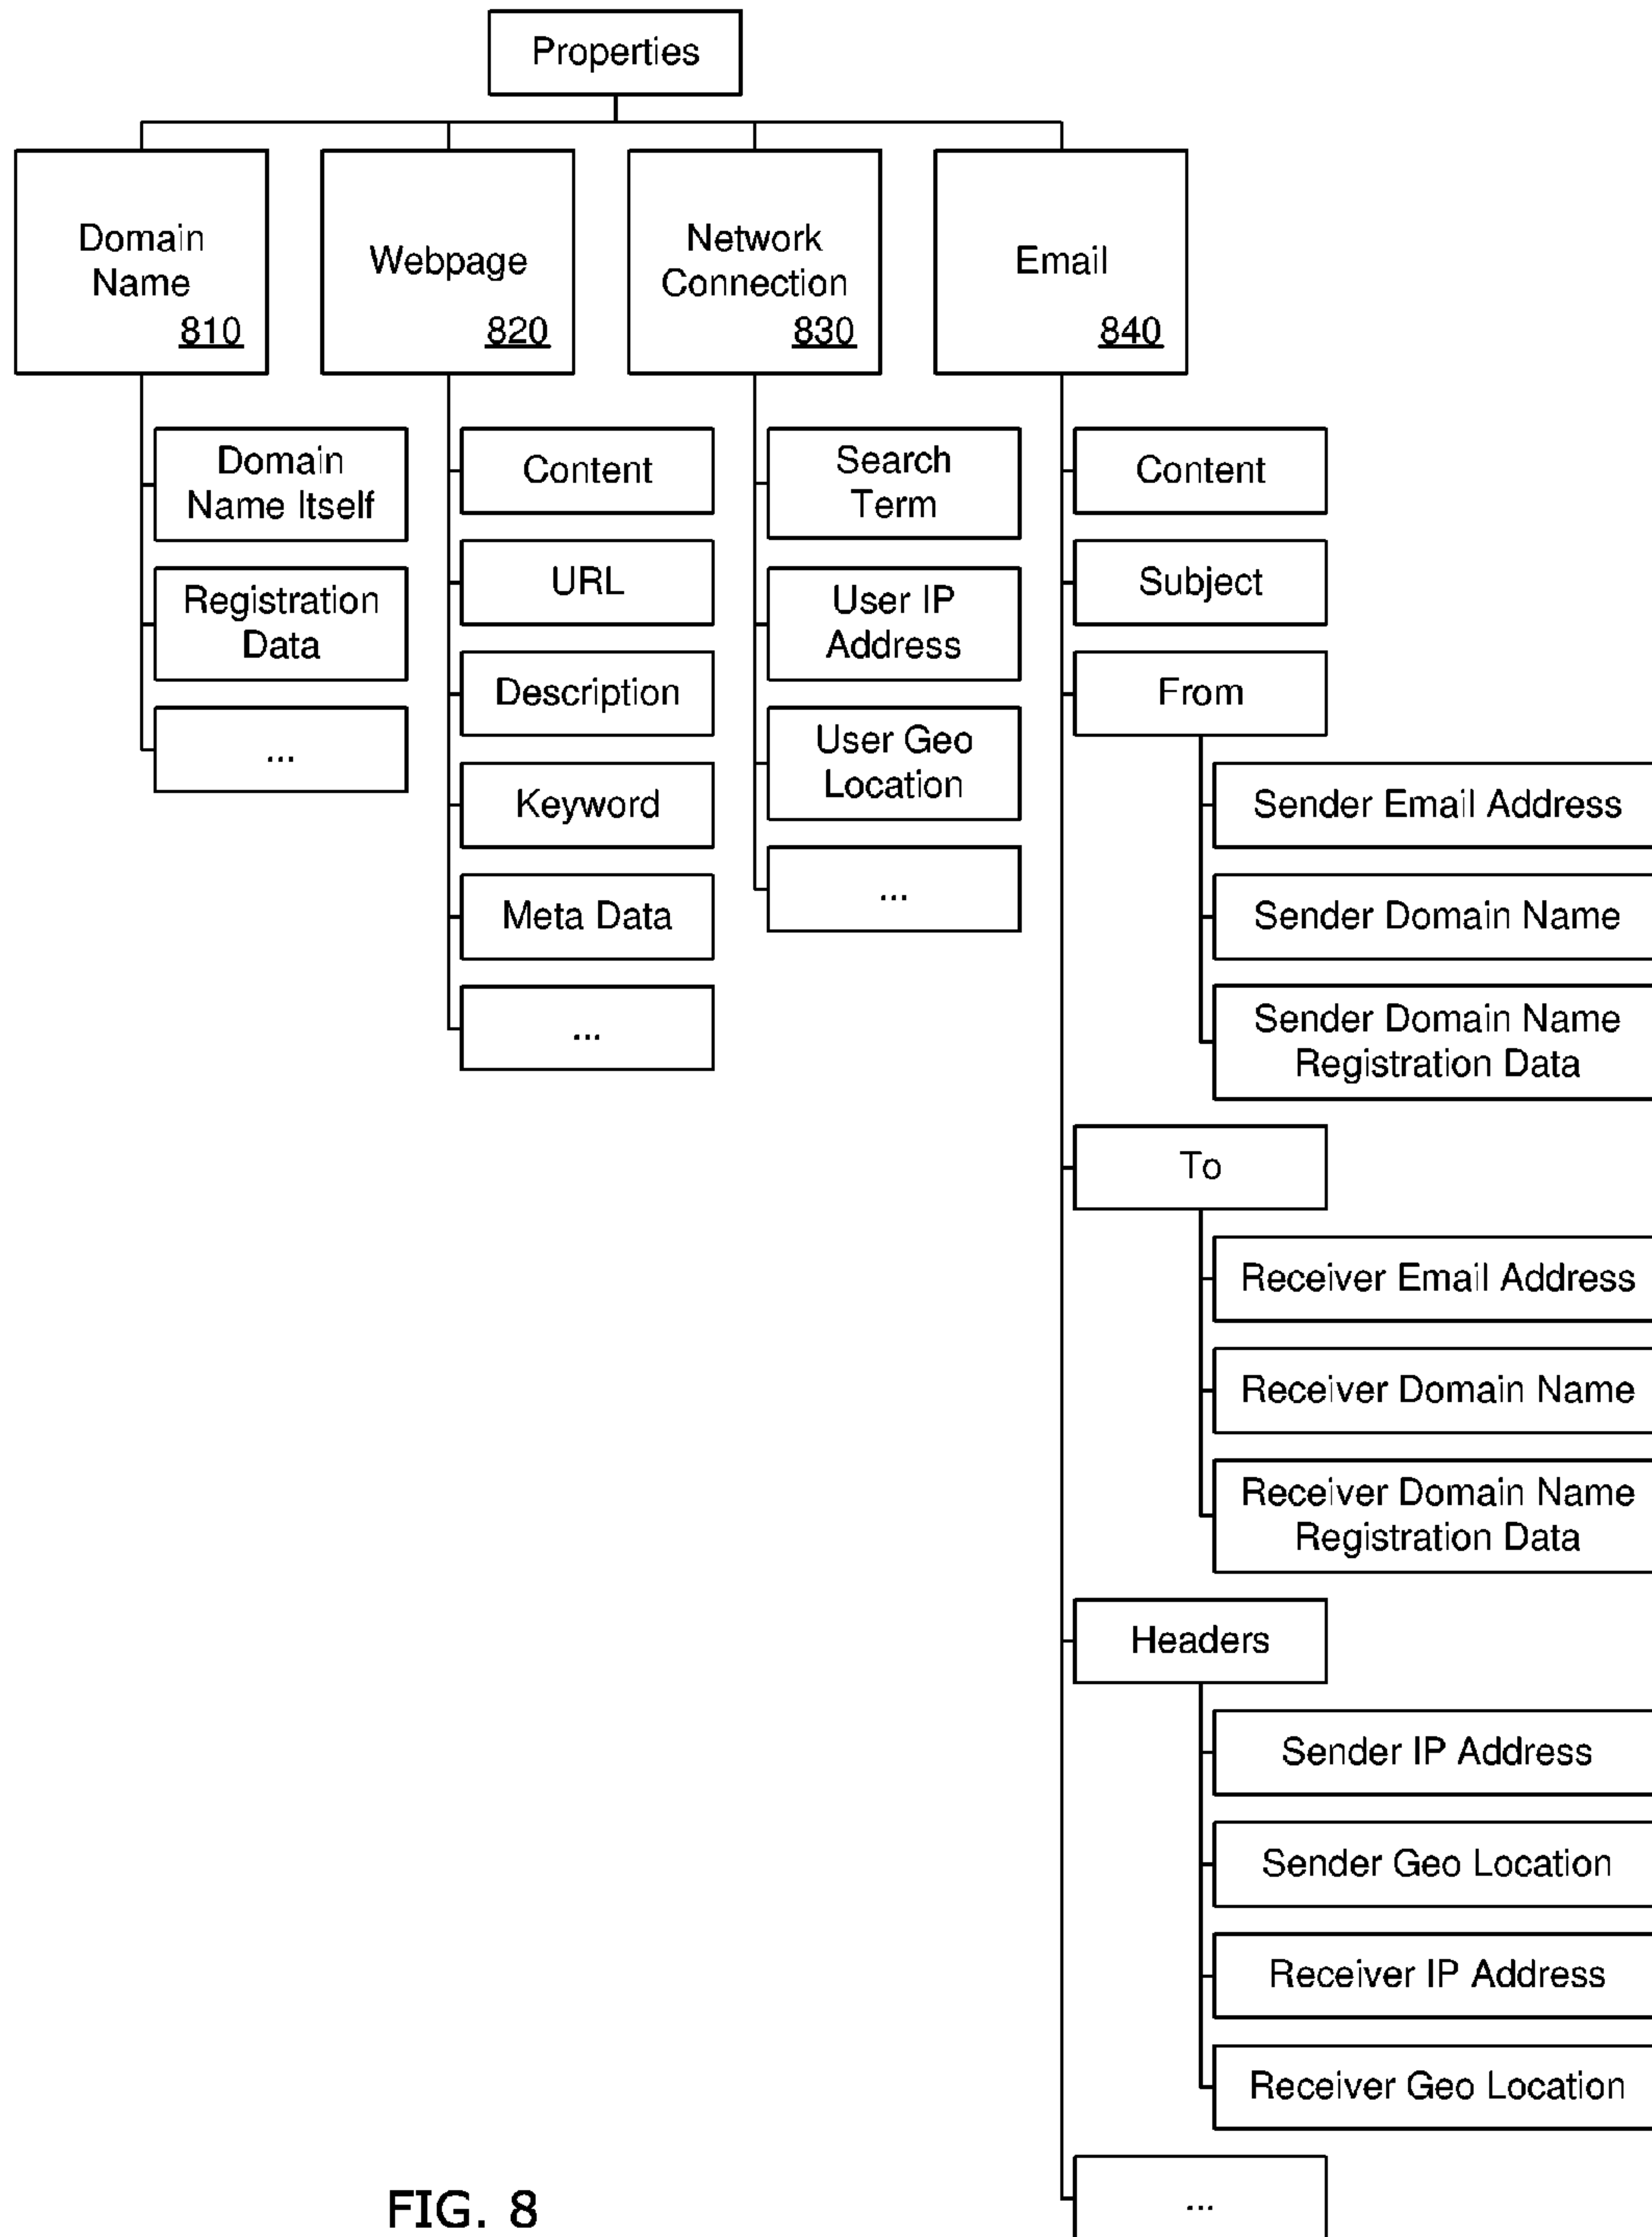 Properties
Domain
Name
810
Webpage
820
Network
Connection
830
Email
840
Domain
Name Itself
Registration
Data
...
Content
URL
Description
Keyword
Meta Data
...
Search
Term
User IP
Address
User Geo
Location
...
Content
Subject
From
Sender Email Address
Sender Domain Name
Sender Domain Name
Registration Data
To
Receiver Email Address
Receiver Domain Name
Receiver Domain Name
Registration Data
Headers
Sender IP Address
Sender Geo Location
Receiver IP Address
Receiver Geo Location
...
FIG. 8